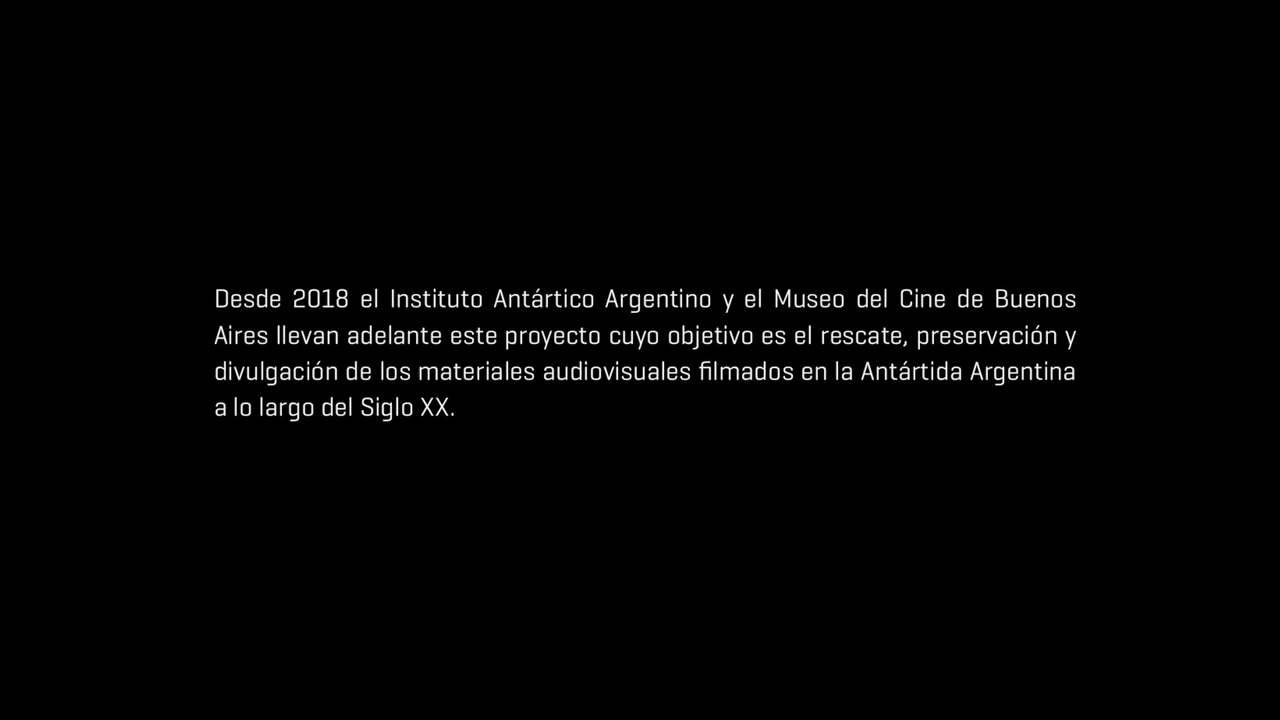 Desde 2018 el Instituto Antártico Argentino y el Museo del Cine de Buenos
Aires llevan adelante este proyecto cuyo objetivo es el rescate, preservación y
divulgación de los materiales audiovisuales filmados en la Antártida Argentina
a lo largo del Siglo XX.